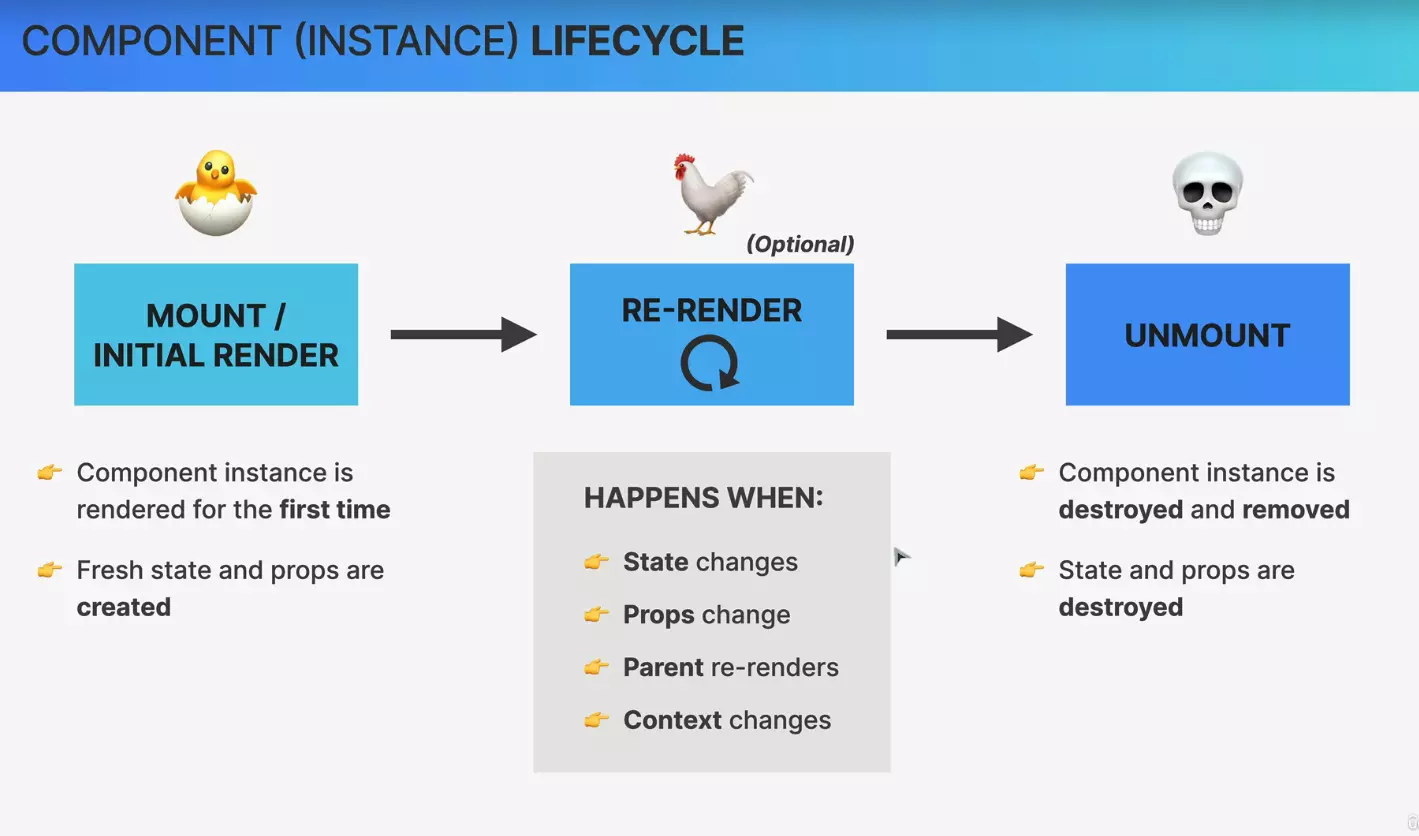 COMPONENT (INSTANCE) LIFECYCLE
(Optional)
MOUNT /
INITIAL RENDER
RE-RENDER
UNMOUNT
Component instance is
rendered for the first time
Fresh state and props are
created
HAPPENS WHEN:
State changes
Props change
Parent re-renders
Context changes
Component instance is
destroyed and removed
State and props are
destroyed